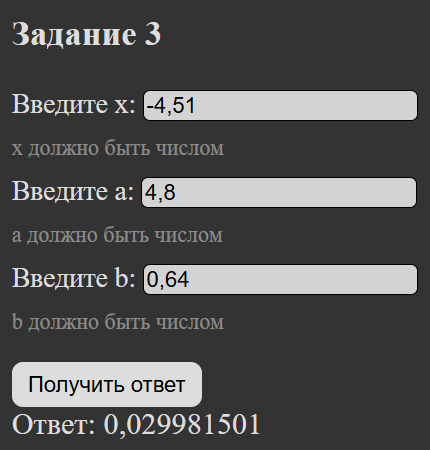 Задание 3
Введите x: -4,51
x должно быть числом
Введите a: 4,8
a должно быть числом
Введите b: 0,64
b должно быть числом
Получить ответ
Ответ: 0,029981501